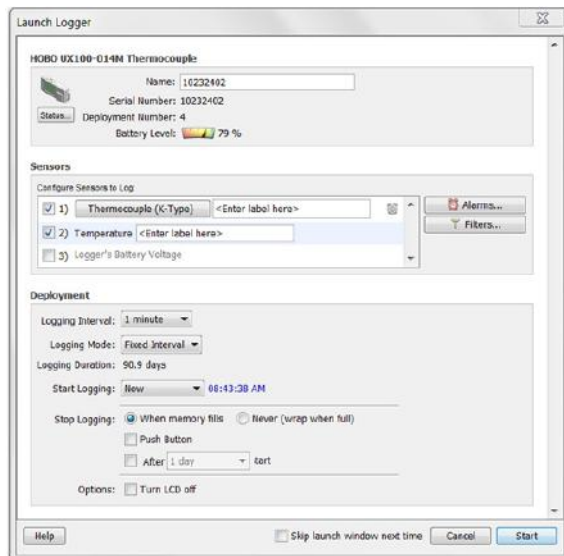 Launch Logger
HOBO UX100-014M Thermocouple
Name: 10232402
Serial Number: 10232402
Status... Deployment Number: 4
Battery Level: 79 %
Sensors
Configure Sensors to Log:
1) Thermocouple (K-Type) <Enter label here>
Alarms...
2) Temperature <Enter label here>
Filters...
3) Logger's Battery Voltage
Deployment
Logging Interval: 1 minute
Logging Mode: Fixed Interval
Logging Duration: 90.9 days
Start Logging: Now 08:43:38 AM
Stop Logging: When memory fills Never (wrap when full)
Push Button
After 1 day
Options: Turn LCD off
Help Skip launch window next time Cancel Start